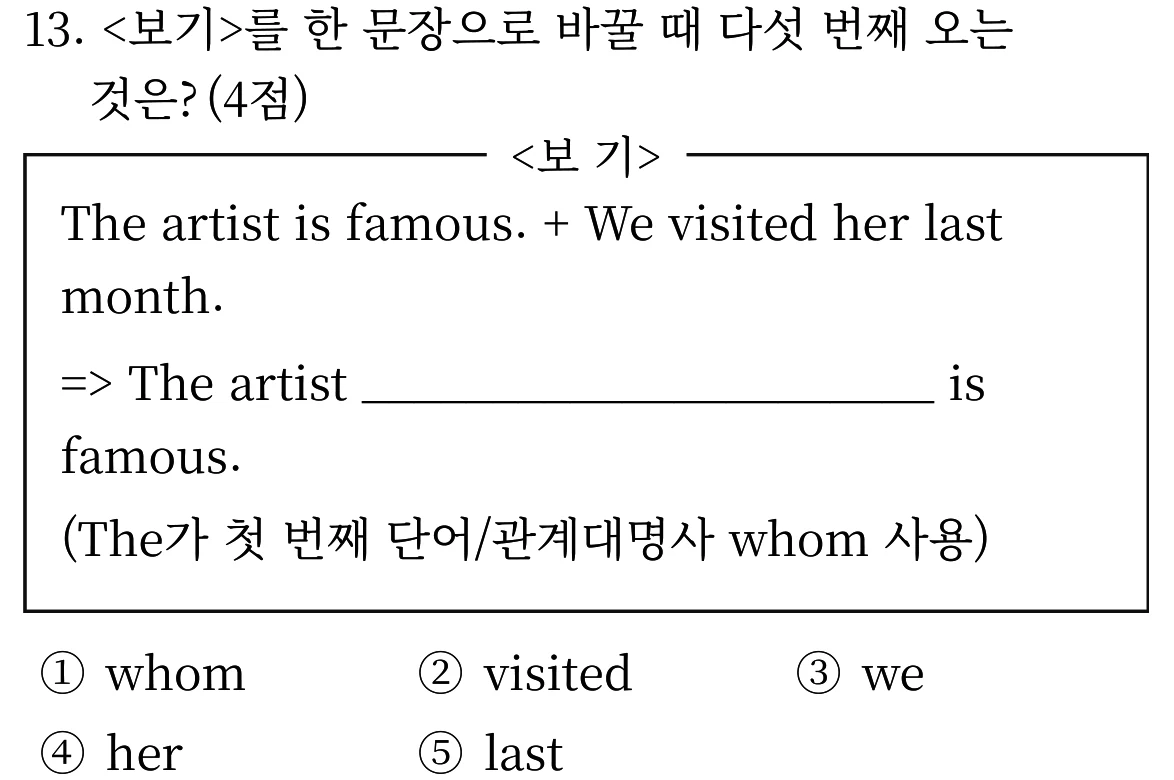 13. <보기>를 한 문장으로 바꿀 때 다섯 번째 오는
것은? (4점)
<보 기>
The artist is famous. + We visited her last
month.
=> The artist ______________________ is
famous.
(The가 첫 번째 단어/관계대명사 whom 사용)
① whom ② visited ③ we
④ her ⑤ last